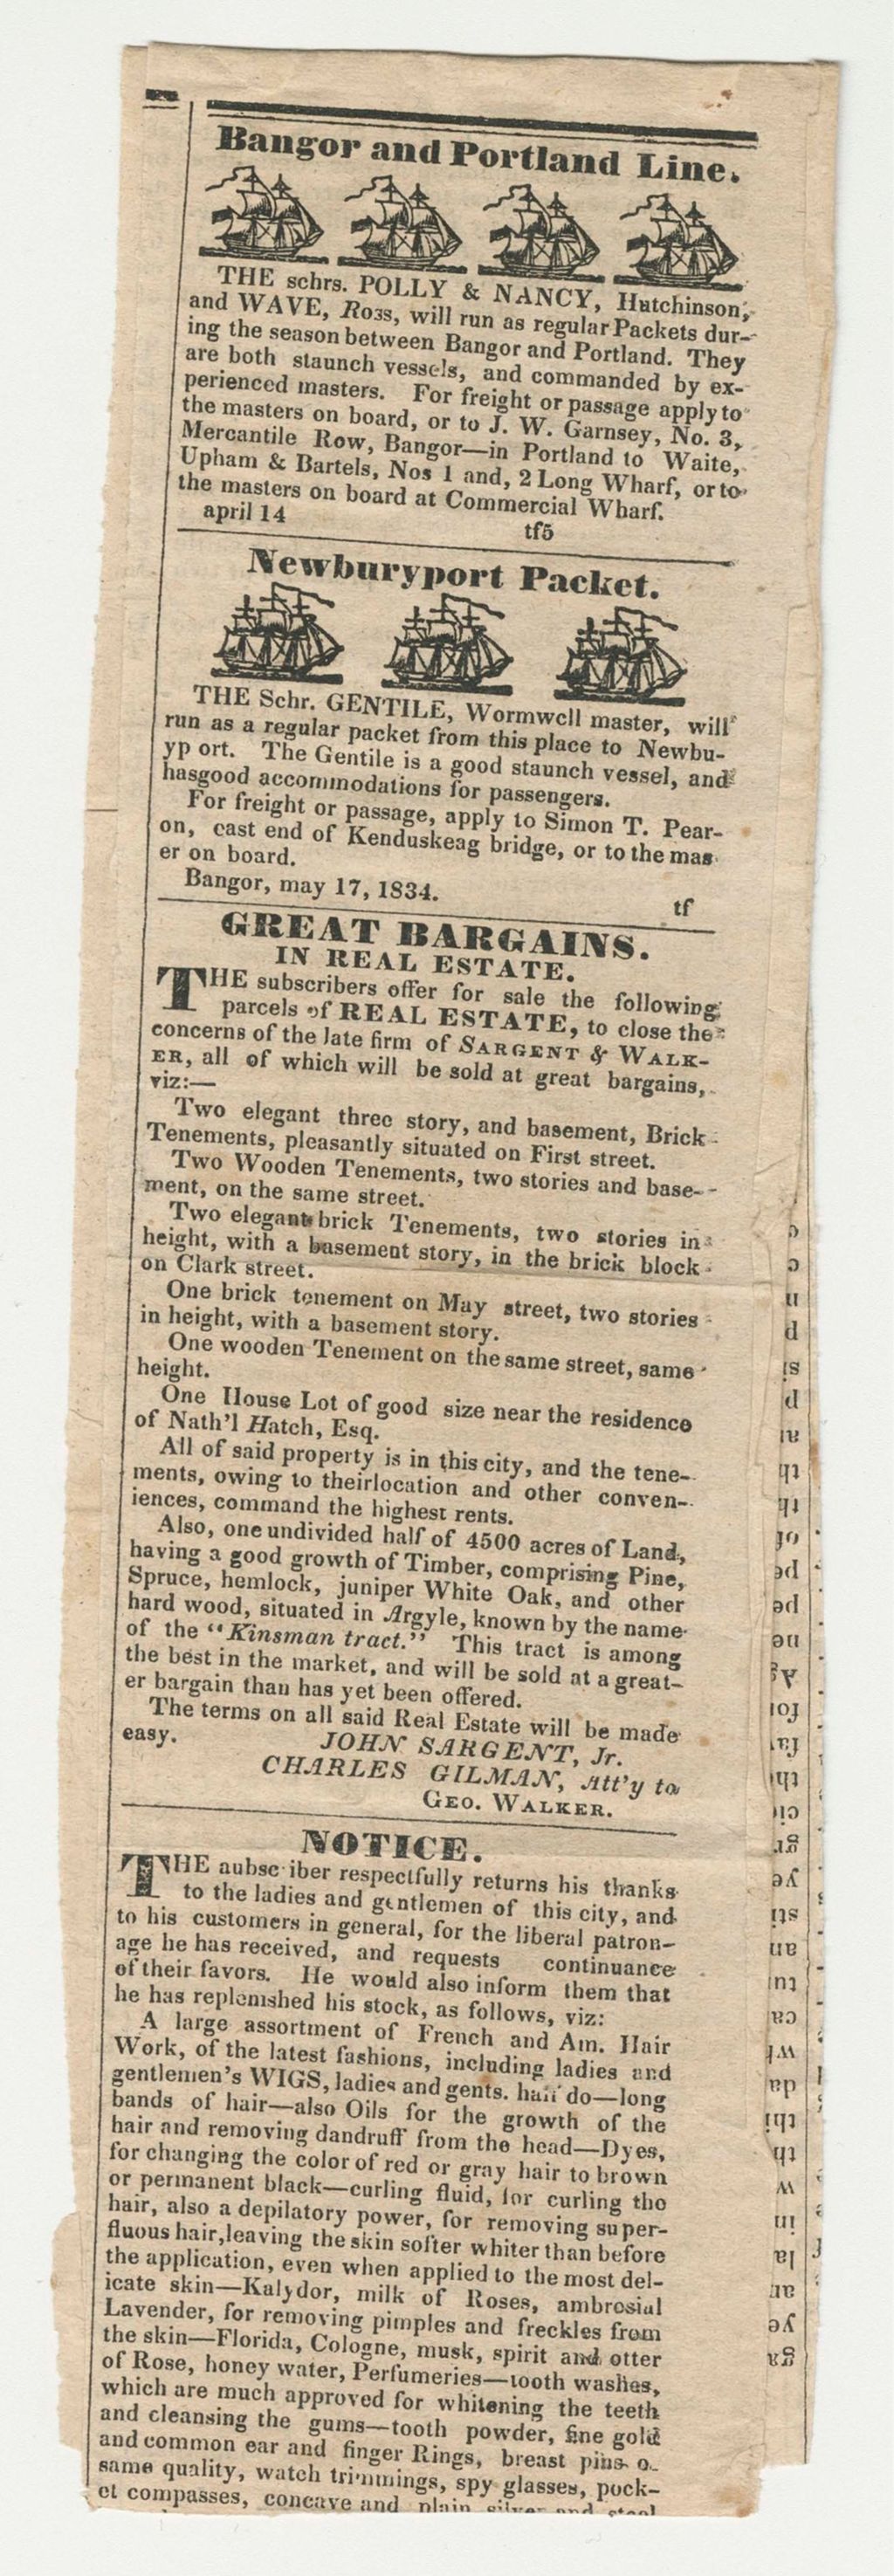 Bangor and Portland Line.
THE schrs. POLLY & NANCY, Hutchinson,
and WAVE, Ross, will run as regular Packets dur-
ing the season between Bangor and Portland. They
are both staunch vessels, and commanded by ex-
perienced masters. For freight or passage apply to
the masters on board, or to J. W. Garnsey, No. 3,
Mercantile Row, Bangor—in Portland to Waite,
Upham & Bartels, Nos 1 and, 2 Long Wharf, or to
the masters on board at Commercial Wharf.
april 14 tf5
Newburyport Packet.
THE Schr. GENTILE, Wormwell master, will
run as a regular packet from this place to Newbu-
yp ort. The Gentile is a good staunch vessel, and
hasgood accommodations for passengers.
For freight or passage, apply to Simon T. Pear-
on, east end of Kenduskeag bridge, or to the mas
er on board.
Bangor, may 17, 1834. tf
GREAT BARGAINS.
IN REAL ESTATE.
THE subscribers offer for sale the following
parcels of REAL ESTATE, to close the
concerns of the late firm of SARGENT & WALK-
ER, all of which will be sold at great bargains,
viz:—
Two elegant three story, and basement, Brick
Tenements, pleasantly situated on First street.
Two Wooden Tenements, two stories and base-
ment, on the same street.
Two elegant brick Tenements, two stories in
height, with a basement story, in the brick block
on Clark street.
One brick tenement on May street, two stories
in height, with a basement story.
One wooden Tenement on the same street, same
height.
One House Lot of good size near the residence
of Nath'l Hatch, Esq.
All of said property is in this city, and the tene-
ments, owing to theirlocation and other conven-
iences, command the highest rents.
Also, one undivided half of 4500 acres of Land,
having a good growth of Timber, comprising Pine,
Spruce, hemlock, juniper White Oak, and other
hard wood, situated in Argyle, known by the name
of the "Kinsman tract." This tract is among
the best in the market, and will be sold at a great-
er bargain than has yet been offered.
The terms on all said Real Estate will be made
easy. JOHN SARGENT, Jr.
CHARLES GILMAN, Att'y to
GEO. WALKER.
NOTICE.
THE aubsc iber respectfully returns his thanks
to the ladies and gentlemen of this city, and
to his customers in general, for the liberal patron-
age he has received, and requests continuance
of their favors. He would also inform them that
he has replenished his stock, as follows, viz:
A large assortment of French and Am. Hair
Work, of the latest fashions, including ladies and
gentlemen's WIGS, ladies and gents. hair do—long
bands of hair—also Oils for the growth of the
hair and removing dandruff from the head—Dyes,
for changing the color of red or gray hair to brown
or permanent black—curling fluid, for curling the
hair, also a depilatory power, for removing super-
fluous hair,leaving the skin softer whiter than before
the application, even when applied to the most del-
icate skin—Kalydor, milk of Roses, ambrosial
Lavender, for removing pimples and freckles from
the skin—Florida, Cologne, musk, spirit and otter
of Rose, honey water, Perfumeries—tooth washes,
which are much approved for whitening the teeth
and cleansing the gums—tooth powder, fine gold
and common ear and finger Rings, breast pins o
same quality, watch trimmings, spy glasses, pock-
et compasses, concave and plain silver and steel